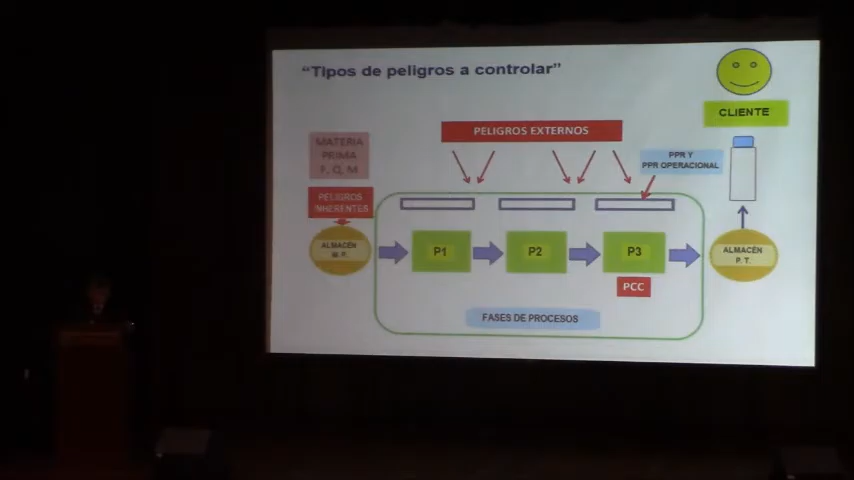 “Tipos de peligros a controlar”
CLIENTE
PELIGROS EXTERNOS
MATERIA
PRIMA
F, Q, M
PPR Y
PPR OPERACIONAL
PELIGROS
INHERENTES
ALMACÉN
M.P.
P1
P2
P3
ALMACÉN
P.T.
PCC
FASES DE PROCESOS